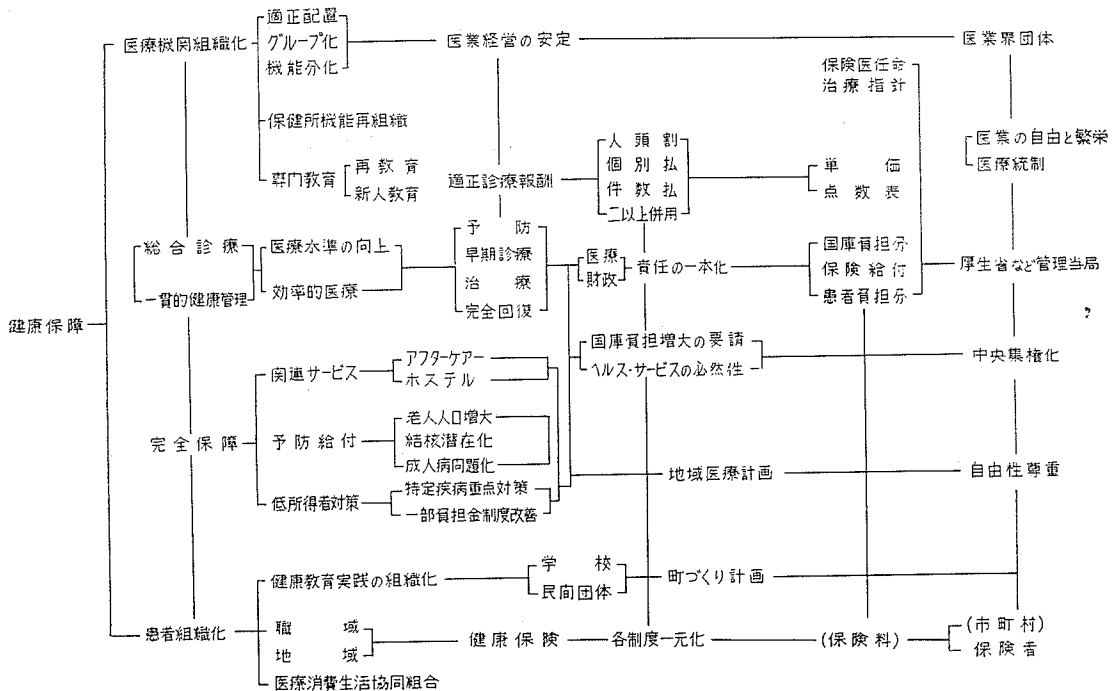 適正配置
医療機関組織化
グループ化
医業経営の安定
医業界団体
機能分化
保険医任命
治療指針
保健所機能再組織
人頭割
医業の自由と繁栄
個別払
単価
医療統制
専門教育
再教育
適正診療報酬
件数払
点数表
新人教育
二以上併用
予防
総合診療
医療水準の向上
早期診療
医療
財政
責任の一本化
国庫負担分
保険給付
厚生省など管理当局
一貫的健康管理
効率的医療
治療
患者負担分
完全回復
健康保障
?
国庫負担増大の要請
関連サービス
アフターケアー
ホステル
ヘルス・サービスの必然性
中央集権化
老人人口増大
完全保障
予防給付
結核潜在化
成人病問題化
地域医療計画
自由性尊重
低所得者対策
特定疾病重点対策
一部負担金制度改善
健康教育実践の組織化
学校
民間団体
町づくり計画
患者組織化
職域
地域
健康保険
各制度一元化
(保険料)
(市町村)
保険者
医療消費生活協同組合